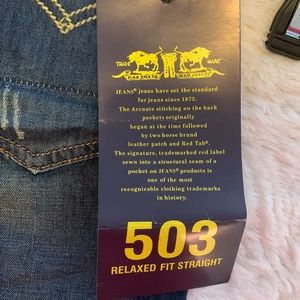 TRADE MARK
JEANS® jeans have set the standard
for jeans since 1873.
The Arcuate stitching on the back
pockets originally
began at the time followed
by two horse brand
leather patch and Red Tab®.
The signature, trademarked red label
sewn into a structural seam of a
pocket on JEANS® products is
one of the most
recognizable clothing trademarks
in history.
503
RELAXED FIT STRAIGHT